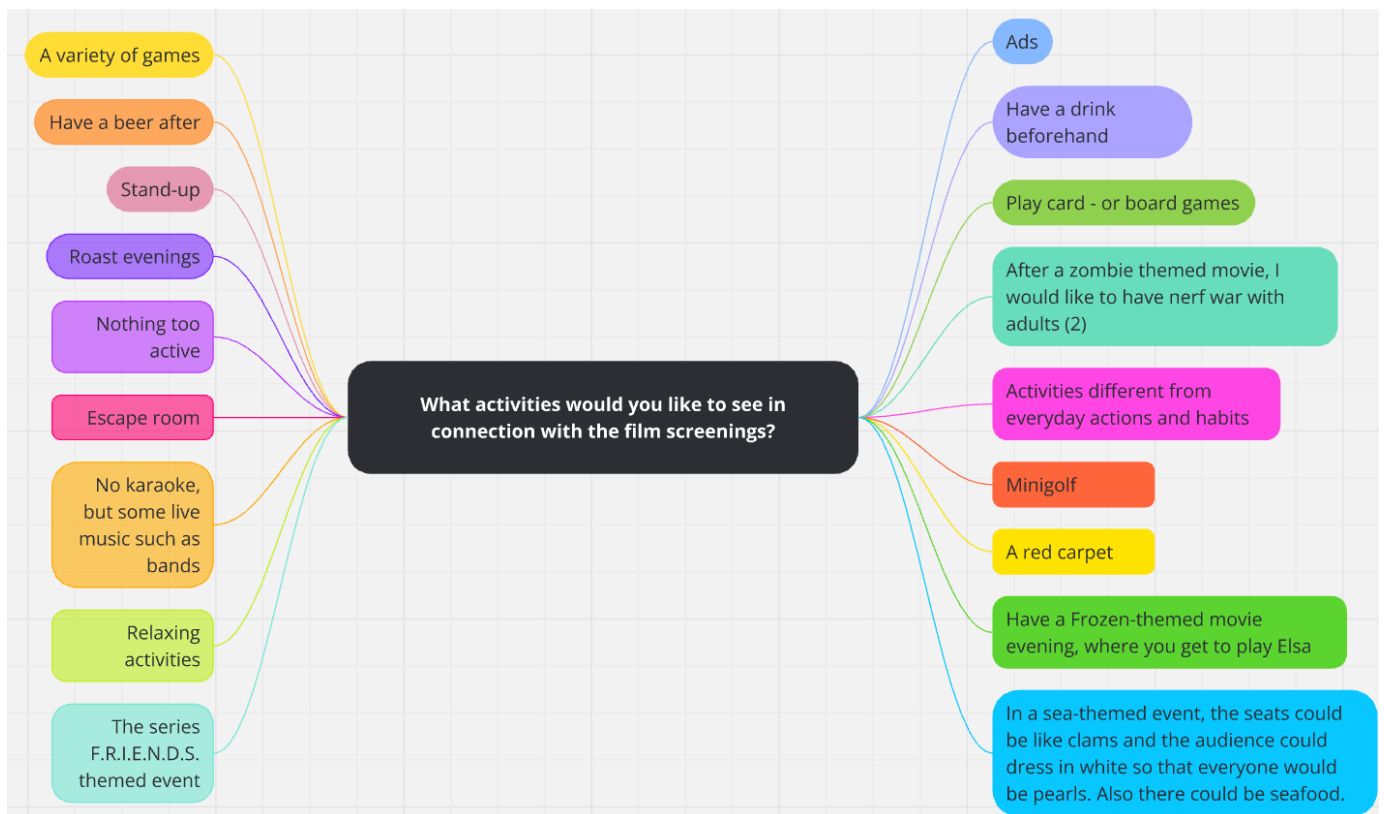 A variety of games
Have a beer after
Stand-up
Roast evenings
Nothing too
active
Escape room
No karaoke,
but some live
music such as
bands
Relaxing
activities
The series
F.R.I.E.N.D.S.
themed event
What activities would you like to see in
connection with the film screenings?
Ads
Have a drink
beforehand
Play card - or board games
After a zombie themed movie, I
would like to have nerf war with
adults (2)
Activities different from
everyday actions and habits
Minigolf
A red carpet
Have a Frozen-themed movie
evening, where you get to play Elsa
In a sea-themed event, the seats could
be like clams and the audience could
dress in white so that everyone would
be pearls. Also there could be seafood.